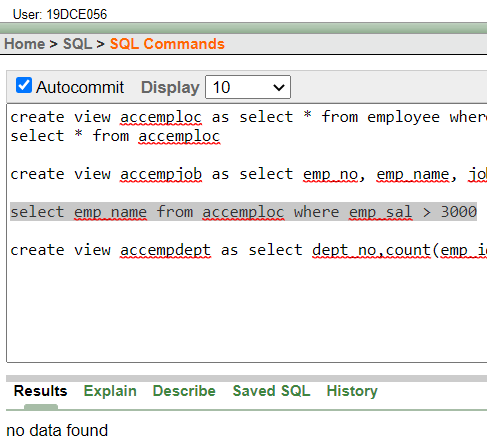 User: 19DCE056
Home > SQL > SQL Commands
Autocommit Display 10
create view accemploc as select * from employee where
select * from accemploc
create view accempjob as select emp_no, emp_name, jo
select emp_name from accemploc where emp_sal > 3000
create view accempdept as select dept_no,count(emp_i
Results Explain Describe Saved SQL History
no data found